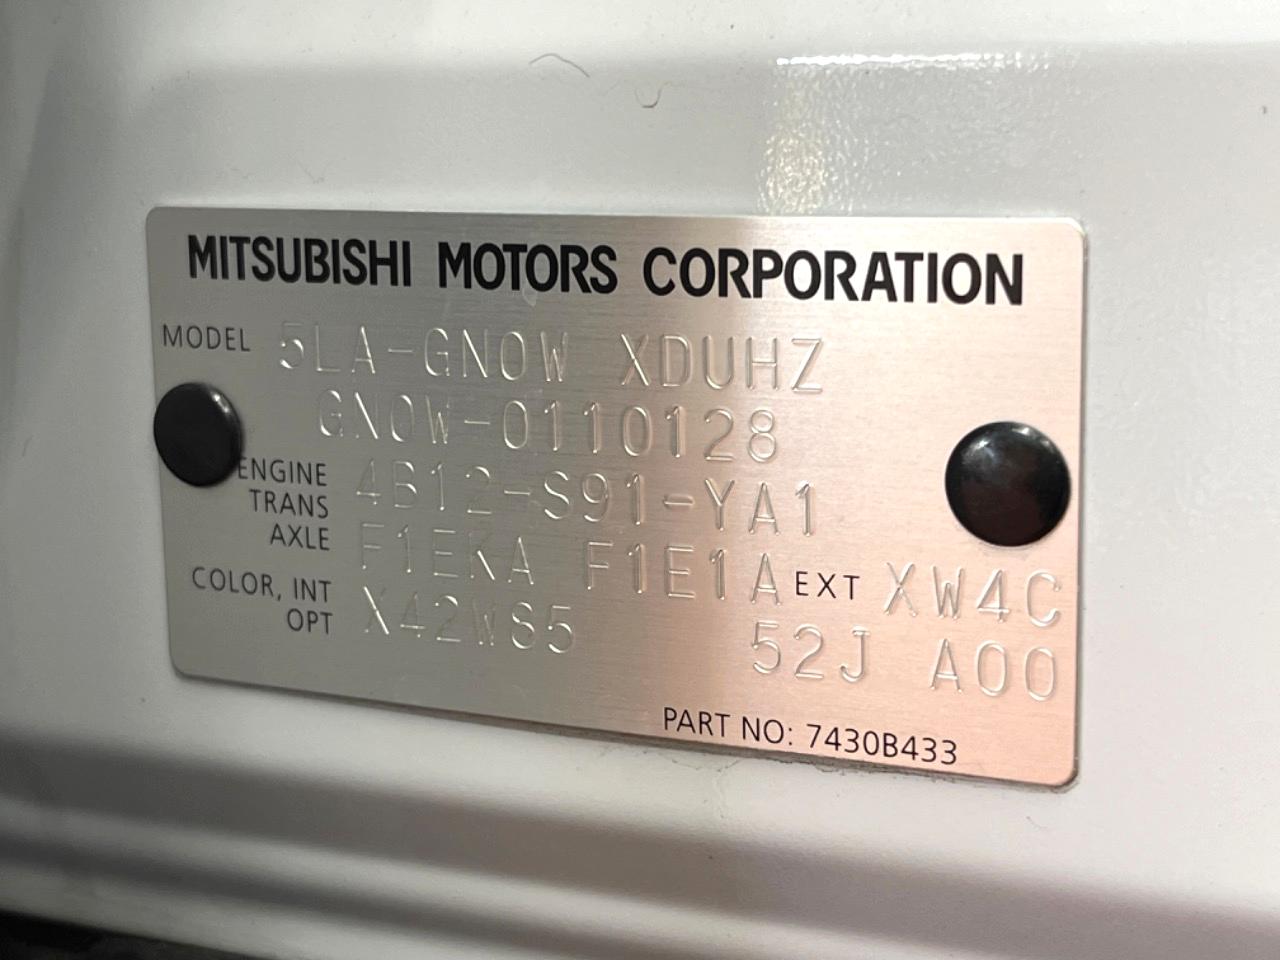 MITSUBISHI MOTORS CORPORATION
MODEL 5LA-GN0W XDUHZ
GN0W-0110128
ENGINE 4B12-S91-YA1
TRANS
AXLE F1EKA F1E1A EXT XW4C
COLOR, INT
OPT X42W85 52J A00
PART NO: 7430B433